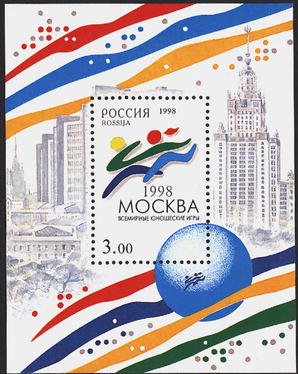 РОССИЯ 1998
ROSSIJA
1998
МОСКВА
ВСЕМИРНЫЕ ЮНОШЕСКИЕ ИГРЫ
3.00